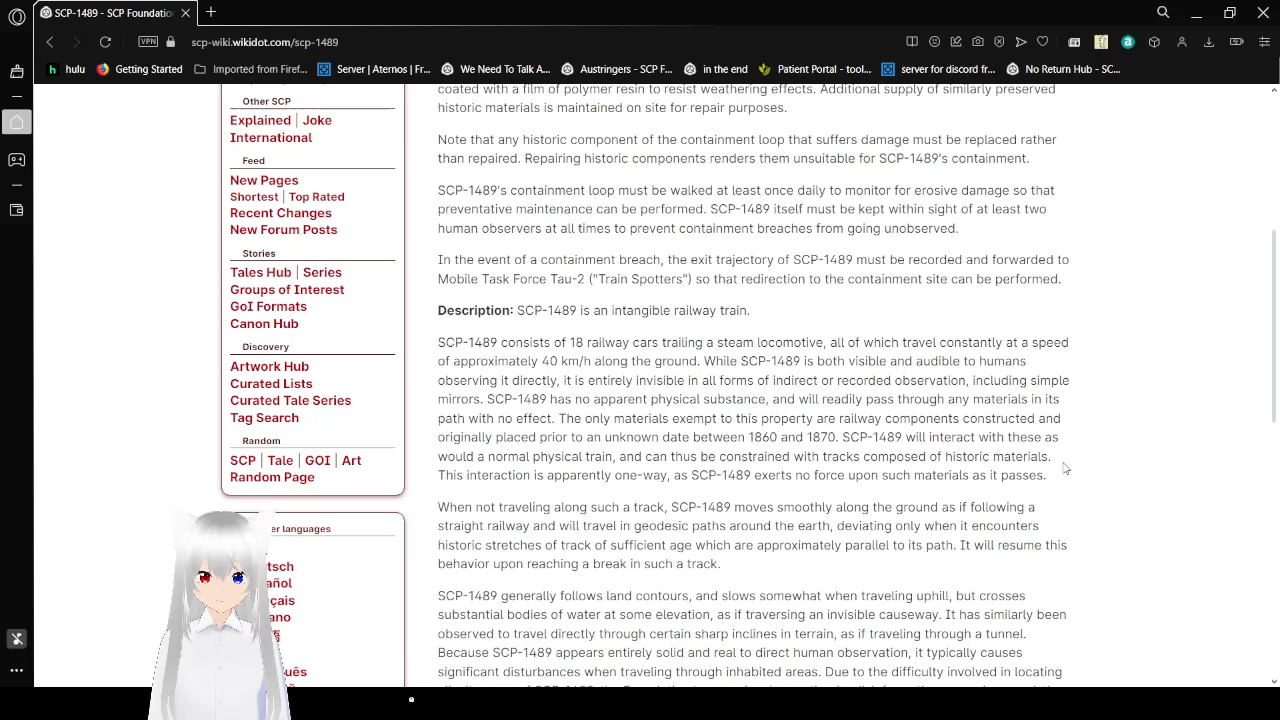 SCP-1489 - SCP Foundatio
scp-wiki.wikidot.com/scp-1489
VPN
hulu
Getting Started
Imported from Firef...
Server | Aternos | Fr...
We Need To Talk A...
Austringers - SCP F...
in the end
Patient Portal - tool...
server for discord fr...
No Return Hub - SC...
Other SCP
Explained | Joke
International
Feed
New Pages
Shortest | Top Rated
Recent Changes
New Forum Posts
Stories
Tales Hub | Series
Groups of Interest
GoI Formats
Canon Hub
Discovery
Artwork Hub
Curated Lists
Curated Tale Series
Tag Search
Random
SCP | Tale | GOI | Art
Random Page
er languages
tsch
añol
çais
ano
uês
coated with a film of polymer resin to resist weathering effects. Additional supply of similarly preserved
historic materials is maintained on site for repair purposes.
Note that any historic component of the containment loop that suffers damage must be replaced rather
than repaired. Repairing historic components renders them unsuitable for SCP-1489's containment.
SCP-1489's containment loop must be walked at least once daily to monitor for erosive damage so that
preventative maintenance can be performed. SCP-1489 itself must be kept within sight of at least two
human observers at all times to prevent containment breaches from going unobserved.
In the event of a containment breach, the exit trajectory of SCP-1489 must be recorded and forwarded to
Mobile Task Force Tau-2 ("Train Spotters") so that redirection to the containment site can be performed.
Description: SCP-1489 is an intangible railway train.
SCP-1489 consists of 18 railway cars trailing a steam locomotive, all of which travel constantly at a speed
of approximately 40 km/h along the ground. While SCP-1489 is both visible and audible to humans
observing it directly, it is entirely invisible in all forms of indirect or recorded observation, including simple
mirrors. SCP-1489 has no apparent physical substance, and will readily pass through any materials in its
path with no effect. The only materials exempt to this property are railway components constructed and
originally placed prior to an unknown date between 1860 and 1870. SCP-1489 will interact with these as
would a normal physical train, and can thus be constrained with tracks composed of historic materials.
This interaction is apparently one-way, as SCP-1489 exerts no force upon such materials as it passes.
When not traveling along such a track, SCP-1489 moves smoothly along the ground as if following a
straight railway and will travel in geodesic paths around the earth, deviating only when it encounters
historic stretches of track of sufficient age which are approximately parallel to its path. It will resume this
behavior upon reaching a break in such a track.
SCP-1489 generally follows land contours, and slows somewhat when traveling uphill, but crosses
substantial bodies of water at some elevation, as if traversing an invisible causeway. It has similarly been
observed to travel directly through certain sharp inclines in terrain, as if traveling through a tunnel.
Because SCP-1489 appears entirely solid and real to direct human observation, it typically causes
significant disturbances when traveling through inhabited areas. Due to the difficulty involved in locating